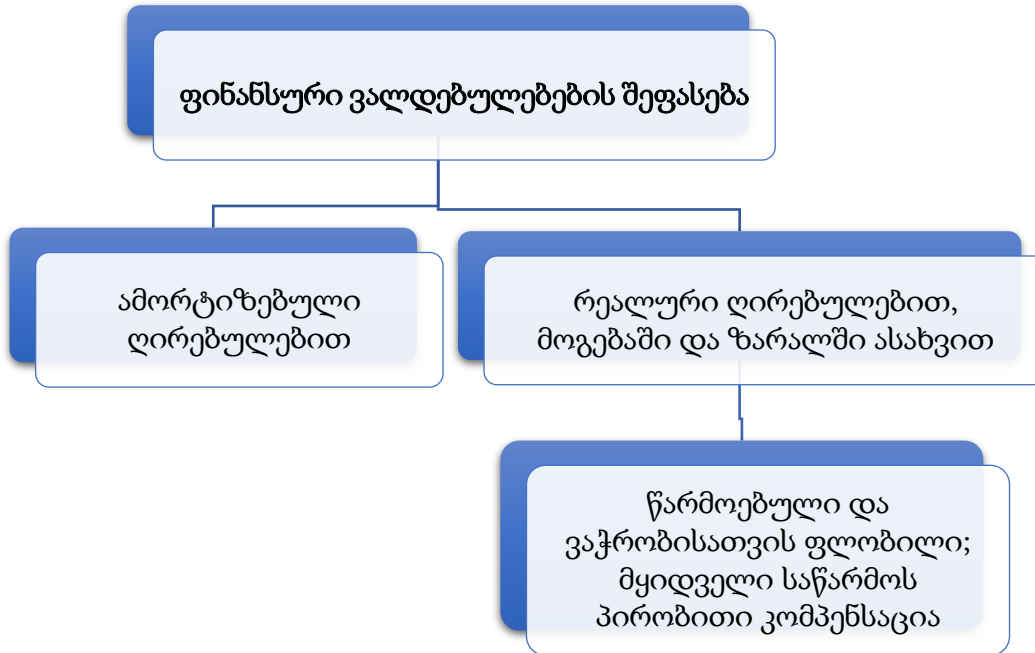 ფინანსური ვალდებულებების შეფასება
ამორტიზებული
ღირებულებით
რეალური ღირებულებით,
მოგებაში და ზარალში ასახვით
წარმოებული და
ვაჭრობისათვის ფლობილი;
მყიდველი საწარმოს
პირობითი კომპენსაცია